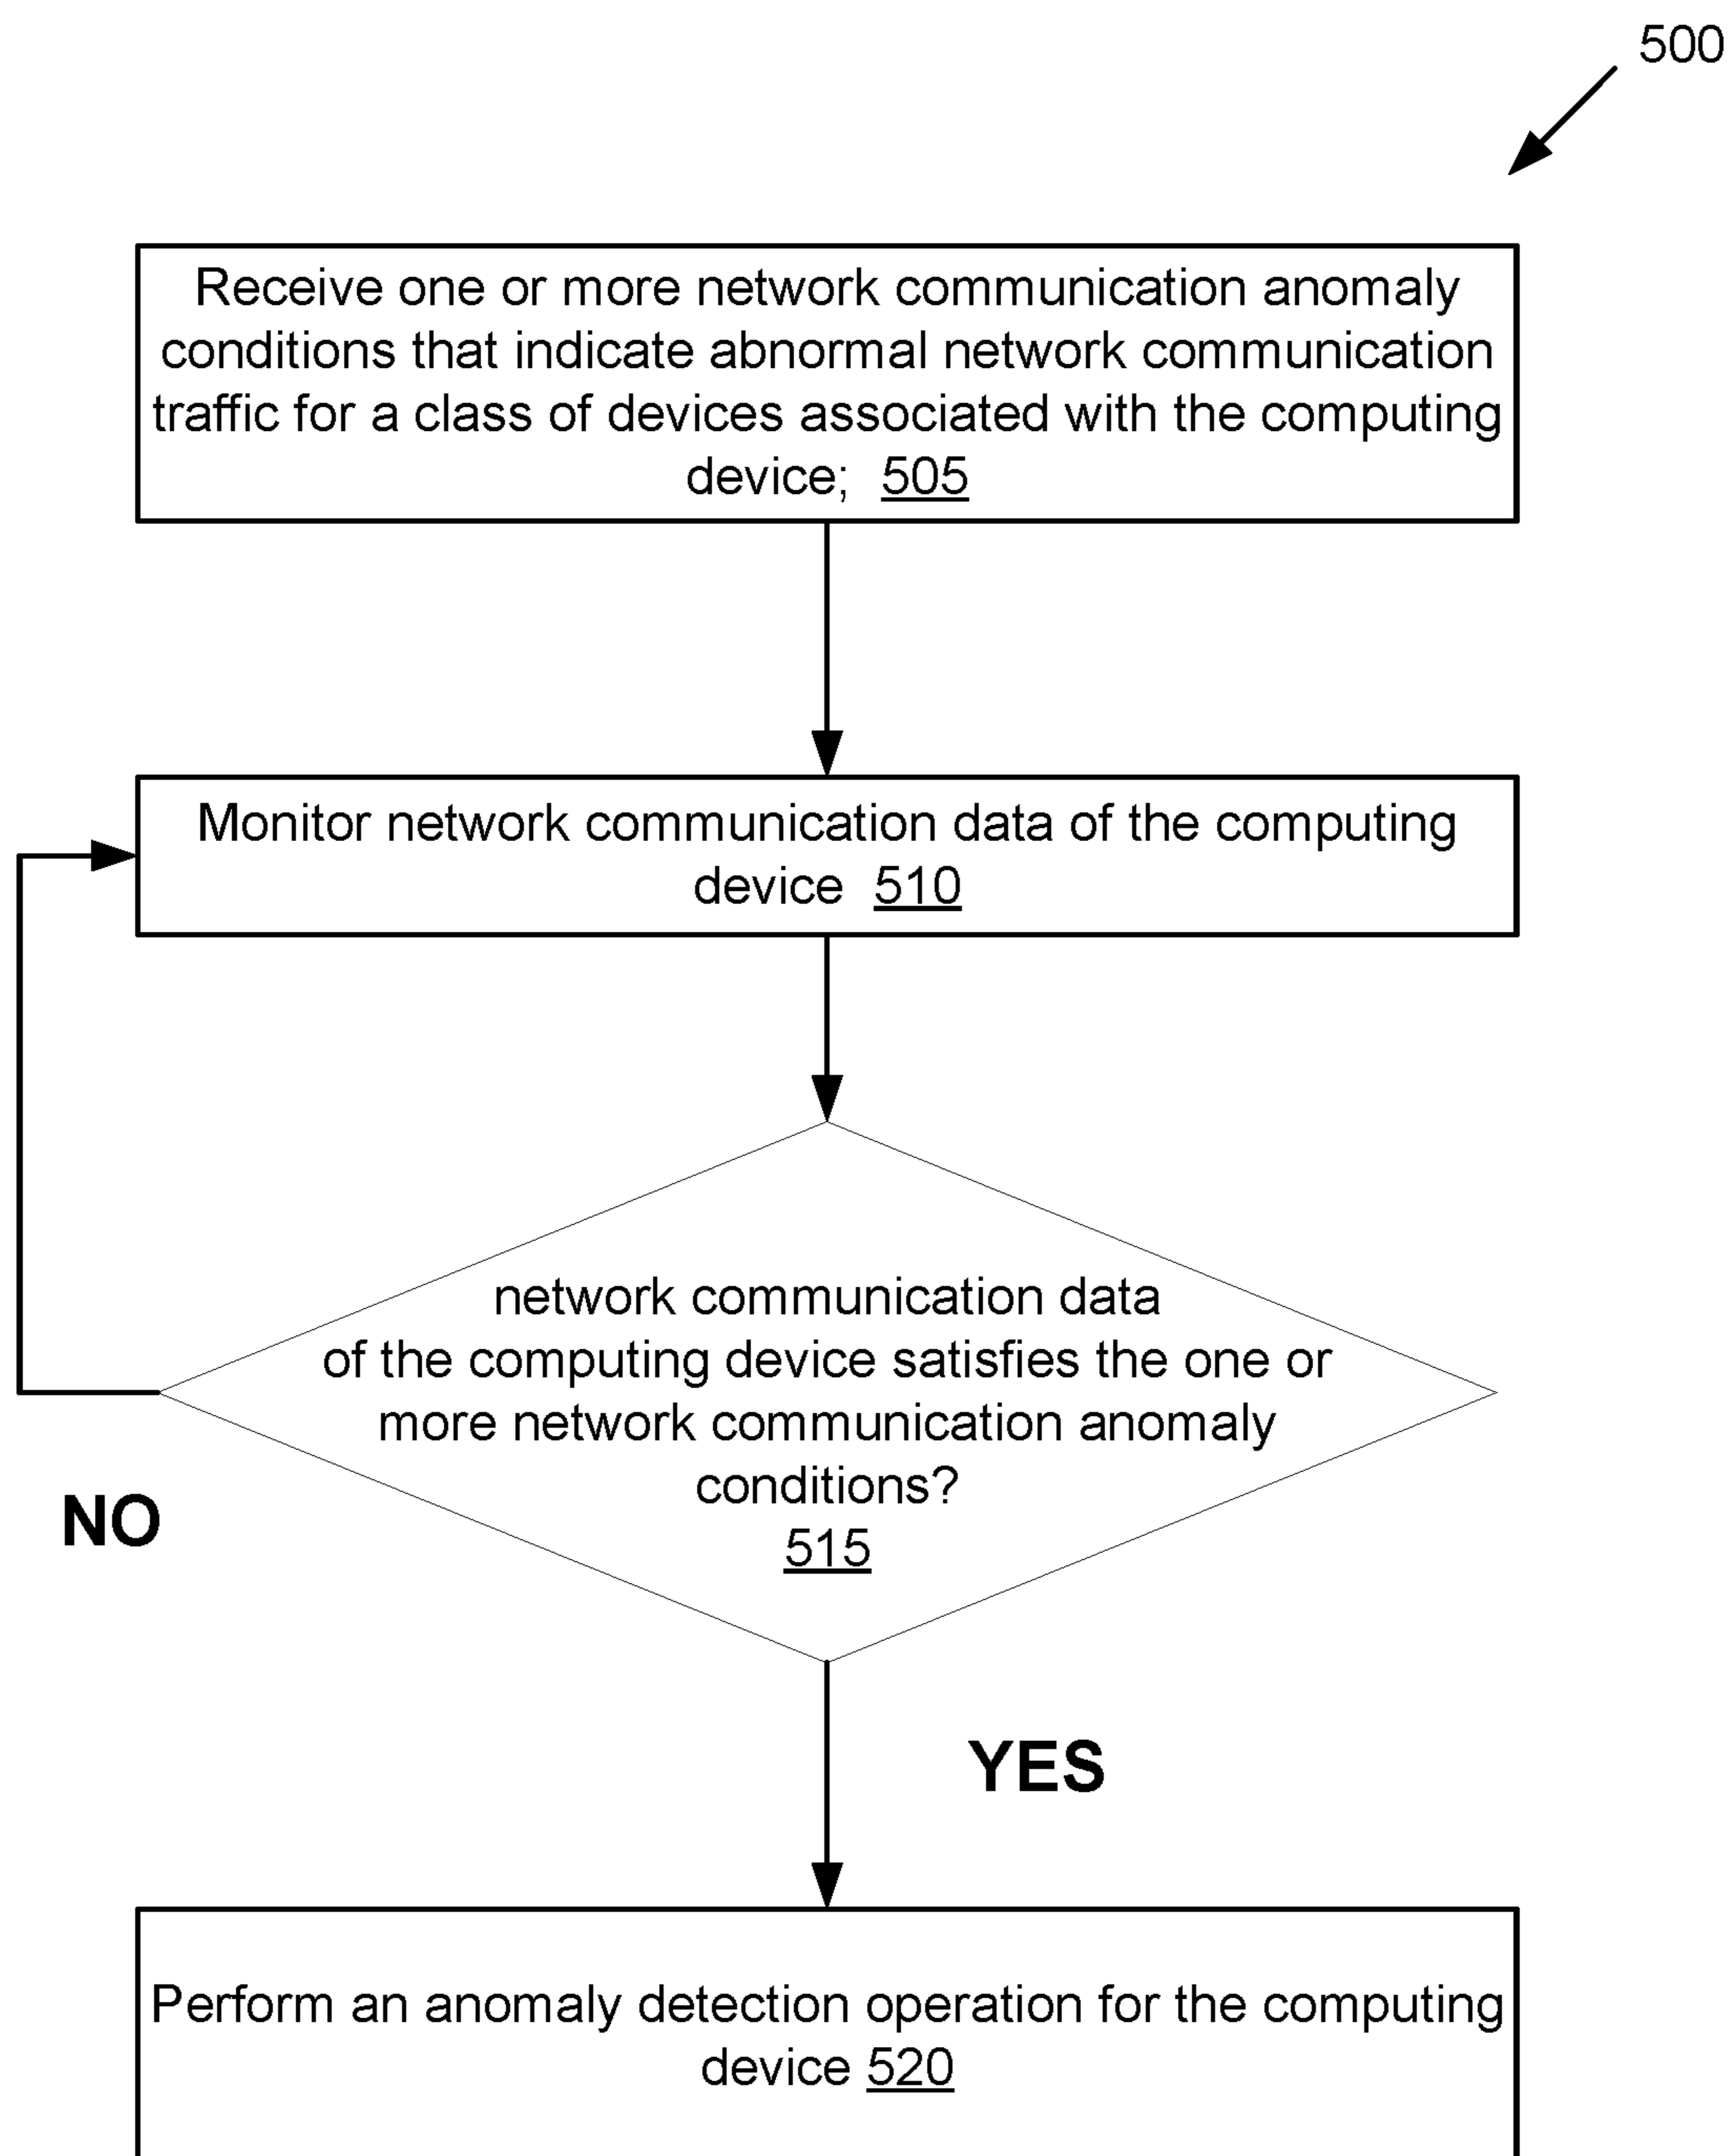 500
Receive one or more network communication anomaly
conditions that indicate abnormal network communication
traffic for a class of devices associated with the computing
device; 505
Monitor network communication data of the computing
device 510
network communication data
of the computing device satisfies the one or
more network communication anomaly
conditions?
515
NO
YES
Perform an anomaly detection operation for the computing
device 520